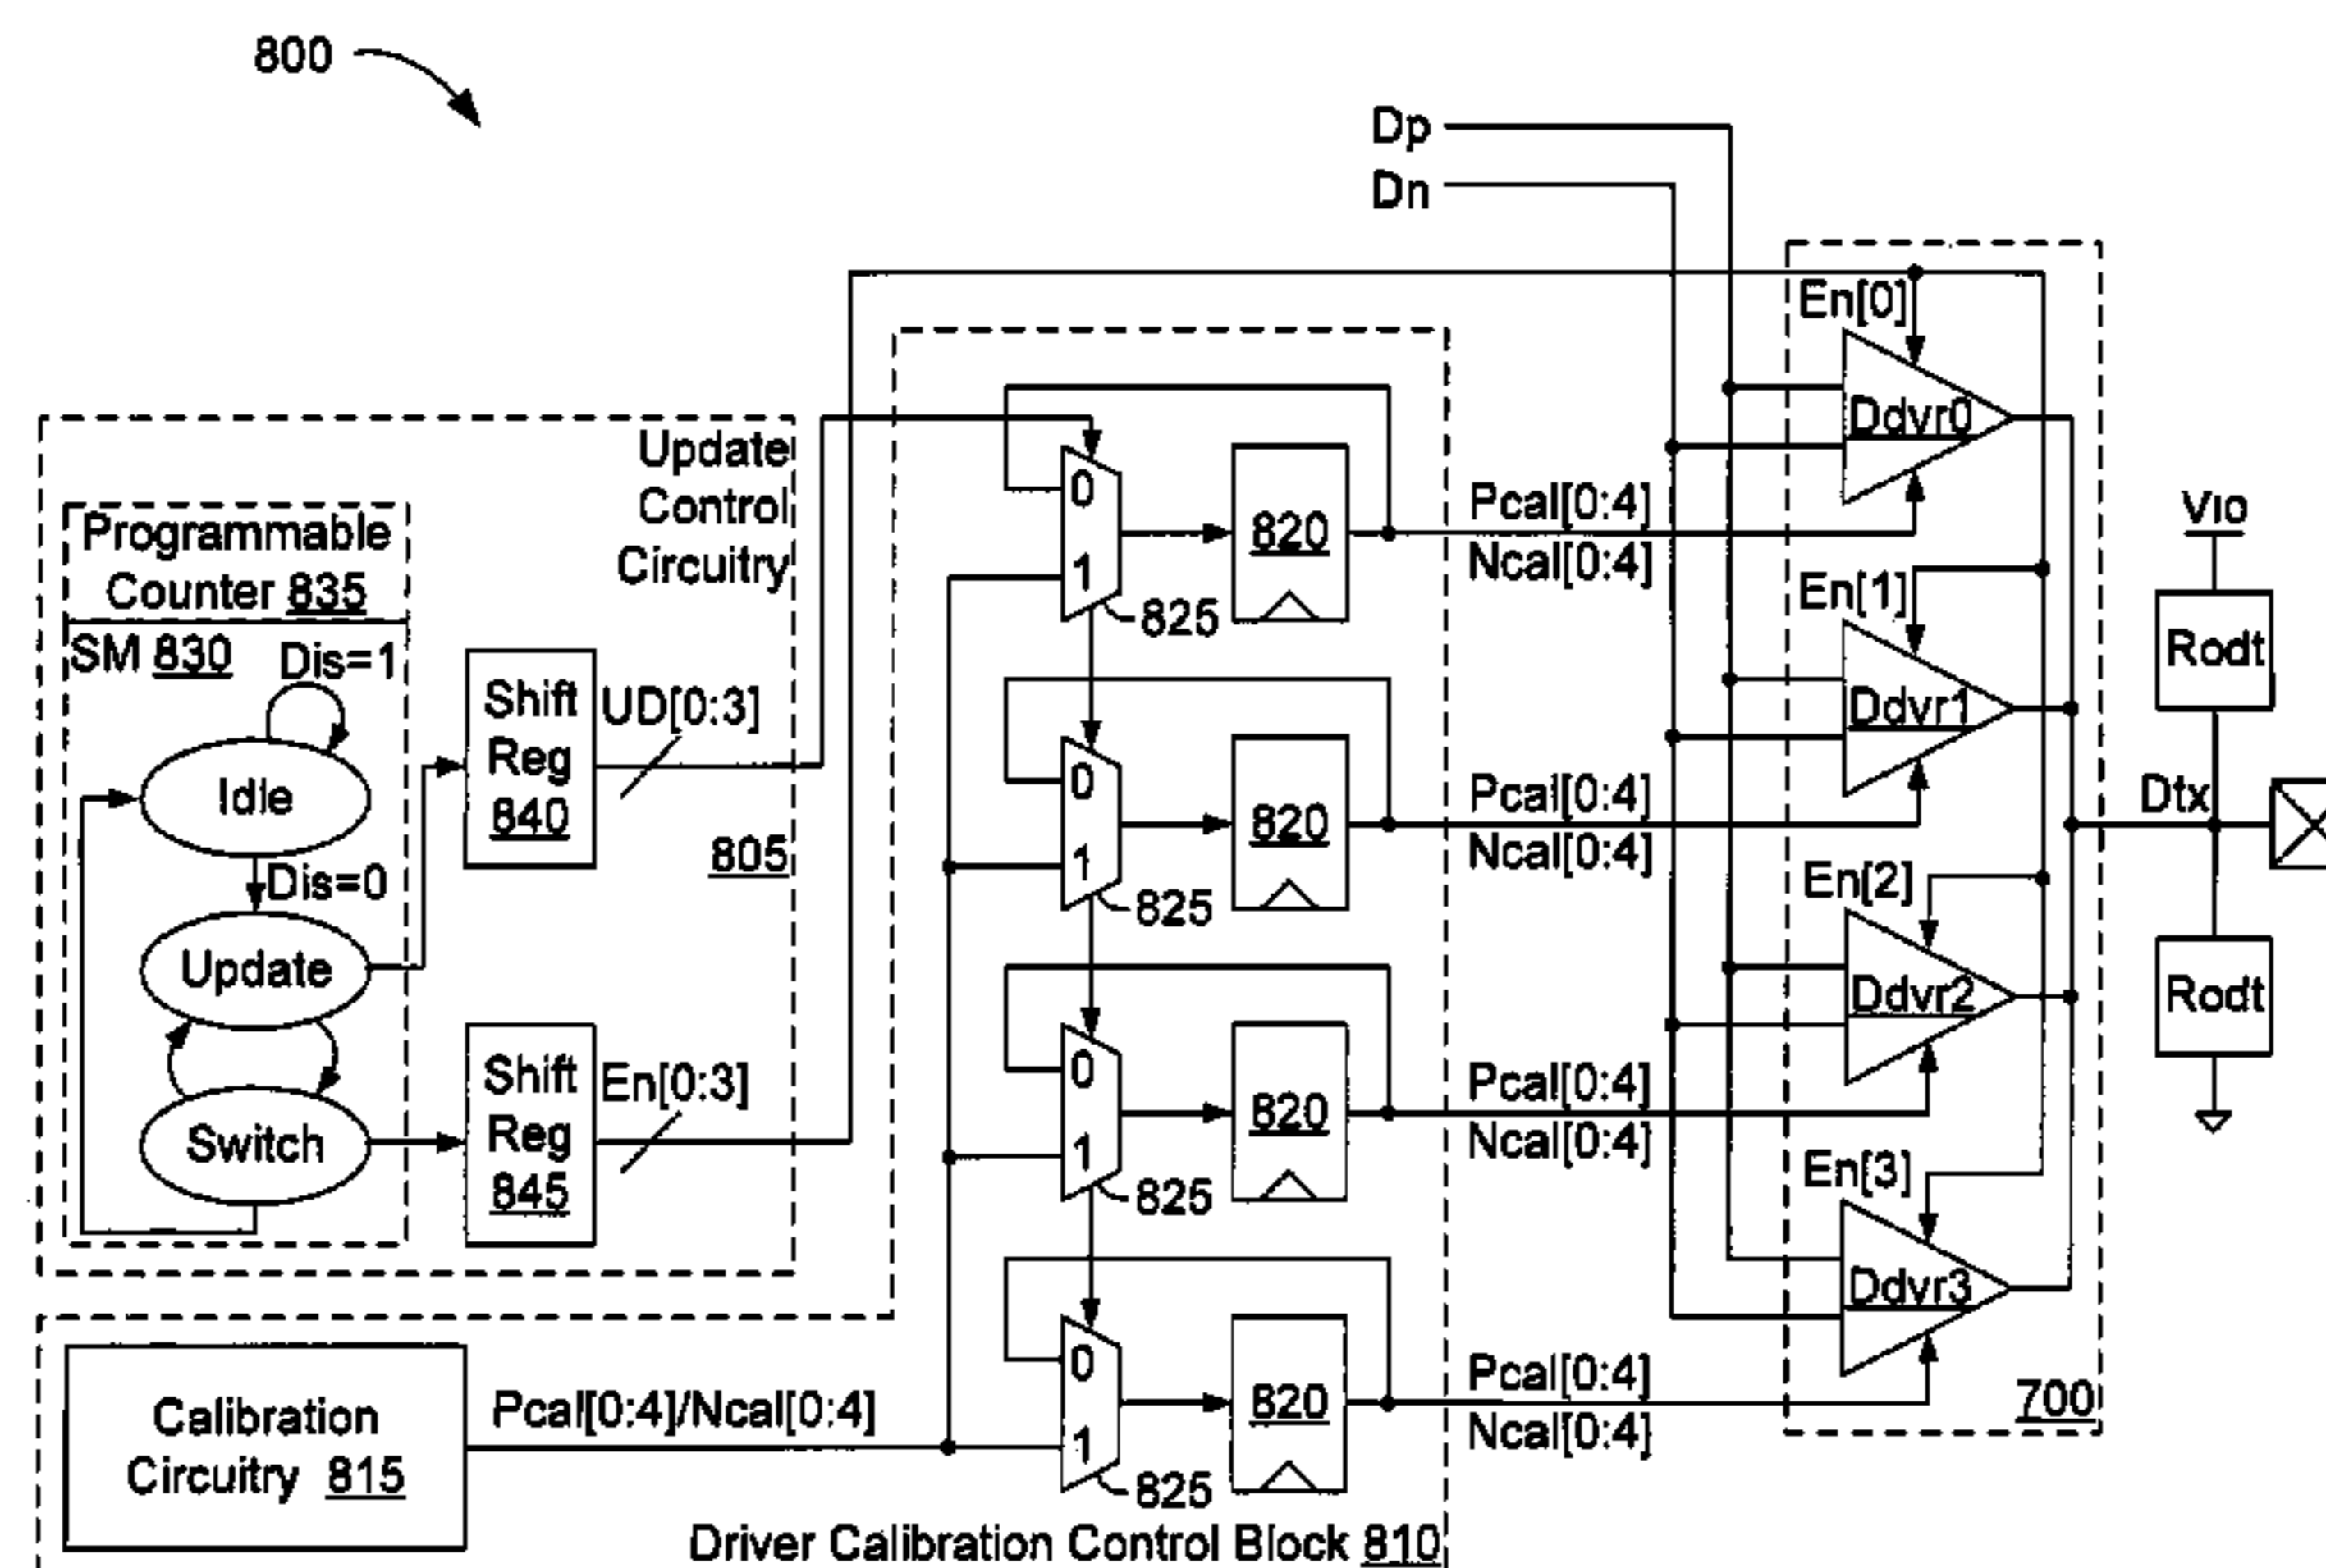 800
Dp
Dn
En[0]
Ddvr0
Update
Control
Circuitry
Programmable
Counter 835
SM 830
Dis=1
Idle
Dis=0
Update
Switch
Shift
Reg
840
UD[0:3]
805
Shift
Reg
845
En[0:3]
0
1
825
820
Pcal[0:4]
Ncal[0:4]
0
1
825
820
Pcal[0:4]
Ncal[0:4]
0
1
825
820
Pcal[0:4]
Ncal[0:4]
0
1
825
820
Pcal[0:4]
Ncal[0:4]
En[1]
Ddvr1
En[2]
Ddvr2
En[3]
Ddvr3
700
Vio
Rodt
Dtx
Rodt
Calibration
Circuitry 815
Pcal[0:4]/Ncal[0:4]
Driver Calibration Control Block 810